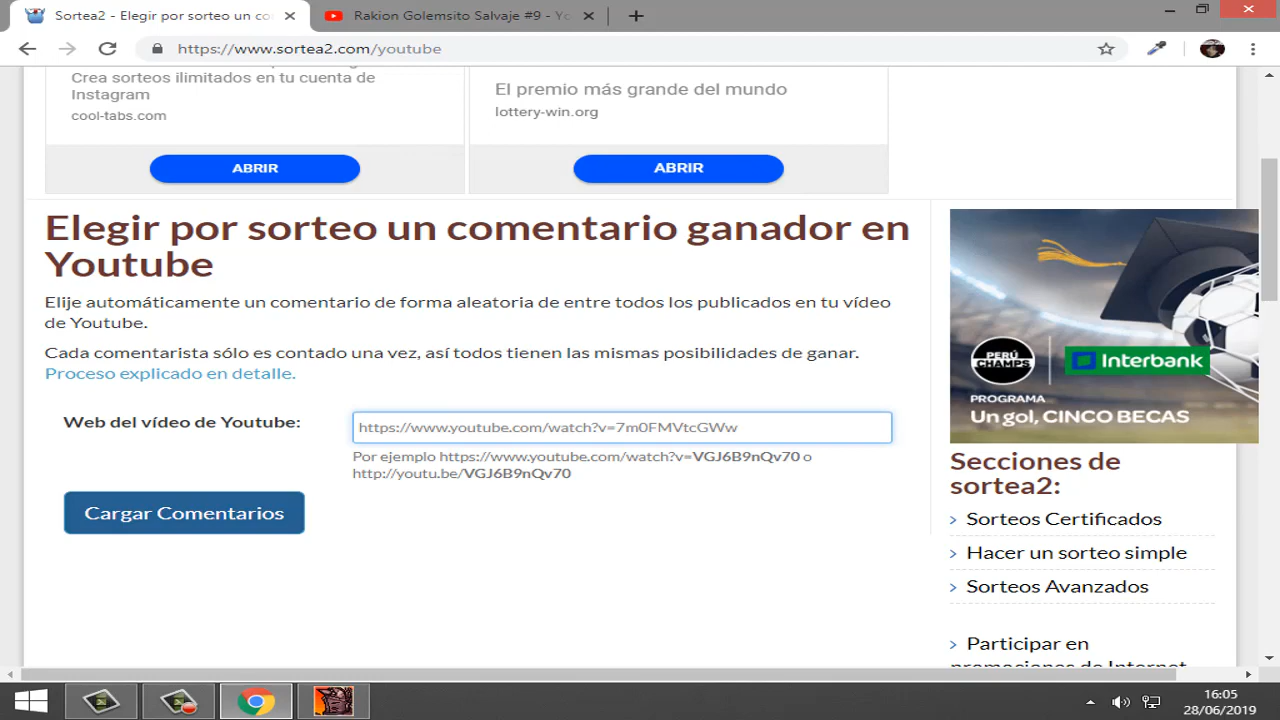 Sortea2 - Elegir por sorteo un co
Rakion Golemsito Salvaje #9 - Yo
https://www.sortea2.com/youtube
Crea sorteos ilimitados en tu cuenta de
Instagram
cool-tabs.com
ABRIR
El premio más grande del mundo
lottery-win.org
ABRIR
Elegir por sorteo un comentario ganador en
Youtube
Elije automáticamente un comentario de forma aleatoria de entre todos los publicados en tu vídeo
de Youtube.
Cada comentarista sólo es contado una vez, así todos tienen las mismas posibilidades de ganar.
Proceso explicado en detalle.
Web del vídeo de Youtube:
https://www.youtube.com/watch?v=7m0FMVtcGWw
Por ejemplo https://www.youtube.com/watch?v=VGJ6B9nQv70 o
http://youtu.be/VGJ6B9nQv70
Cargar Comentarios
PERÚ
CHAMPS
Interbank
PROGRAMA
Un gol, CINCO BECAS
Secciones de
sortea2:
Sorteos Certificados
Hacer un sorteo simple
Sorteos Avanzados
Participar en
promociones de Internet
16:05
28/06/2019